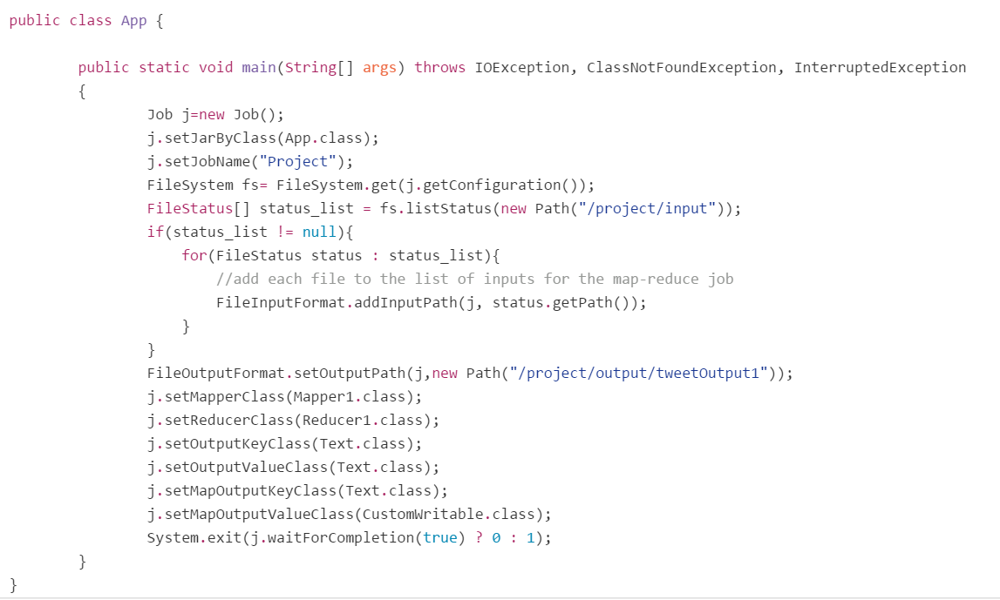 public class App {
public static void main(String[] args) throws IOException, ClassNotFoundException, InterruptedException
{
Job j=new Job();
j.setJarByClass(App.class);
j.setJobName("Project");
FileSystem fs= FileSystem.get(j.getConfiguration());
FileStatus[] status_list = fs.listStatus(new Path("/project/input"));
if(status_list != null){
for(FileStatus status : status_list){
//add each file to the list of inputs for the map-reduce job
FileInputFormat.addInputPath(j, status.getPath());
}
}
FileOutputFormat.setOutputPath(j,new Path("/project/output/tweetOutput1"));
j.setMapperClass(Mapper1.class);
j.setReducerClass(Reducer1.class);
j.setOutputKeyClass(Text.class);
j.setOutputValueClass(Text.class);
j.setMapOutputKeyClass(Text.class);
j.setMapOutputValueClass(CustomWritable.class);
System.exit(j.waitForCompletion(true) ? 0 : 1);
}
}